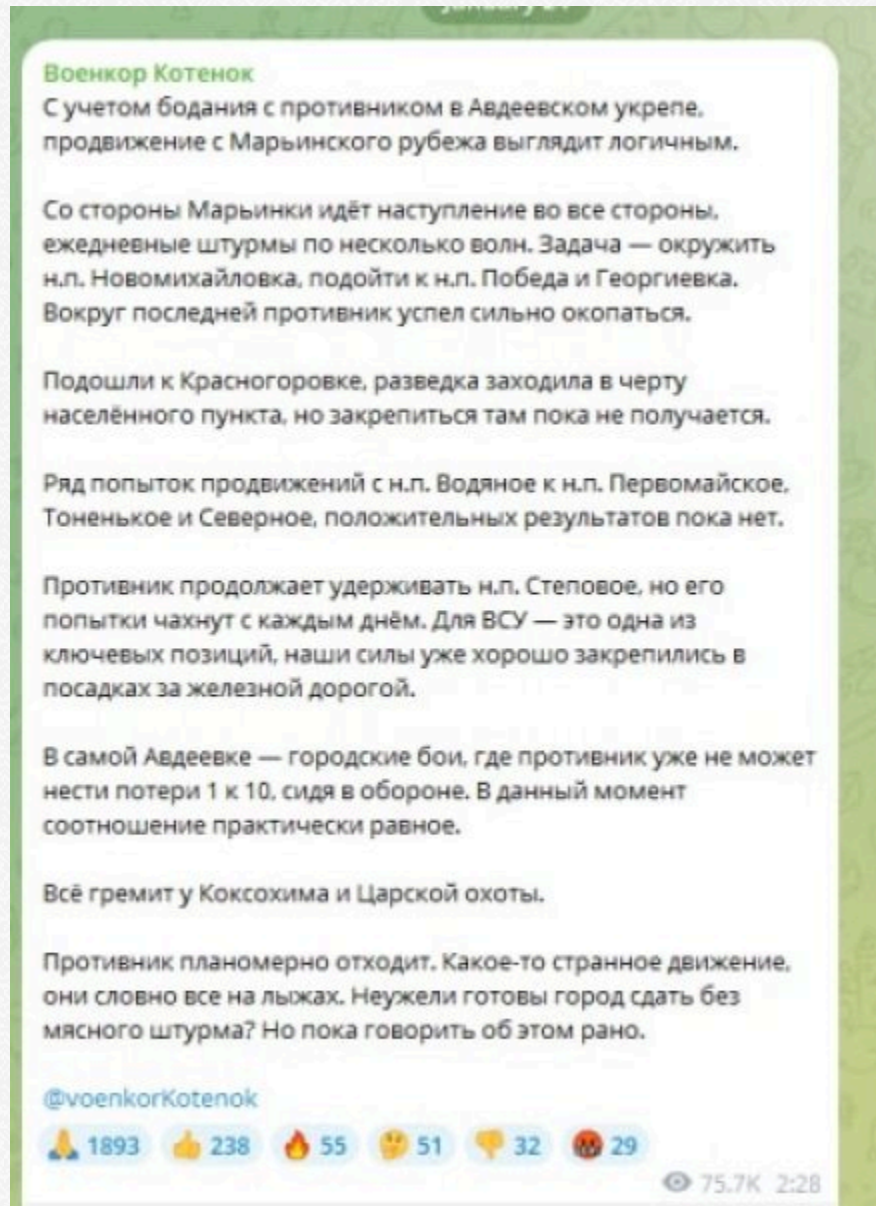 Военкор Котенок
С учетом бодания с противником в Авдеевском укрепе,
продвижение с Марьинского рубежа выглядит логичным.
Со стороны Марьинки идёт наступление во все стороны,
ежедневные штурмы по несколько волн. Задача — окружить
н.п. Новомихайловка, подойти к н.п. Победа и Георгиевка.
Вокруг последней противник успел сильно окопаться.
Подошли к Красногоровке, разведка заходила в черту
населённого пункта, но закрепиться там пока не получается.
Ряд попыток продвижений с н.п. Водяное к н.п. Первомайское,
Тоненькое и Северное, положительных результатов пока нет.
Противник продолжает удерживать н.п. Степовое, но его
попытки чахнут с каждым днём. Для ВСУ — это одна из
ключевых позиций, наши силы уже хорошо закрепились в
посадках за железной дорогой.
В самой Авдеевке — городские бои, где противник уже не может
нести потери 1 к 10, сидя в обороне. В данный момент
соотношение практически равное.
Всё гремит у Коксохима и Царской охоты.
Противник планомерно отходит. Какое-то странное движение,
они словно все на лыжах. Неужели готовы город сдать без
мясного штурма? Но пока говорить об этом рано.
@voenkorKotenok
1893 238 55 51 32 29
75.7K 2:28